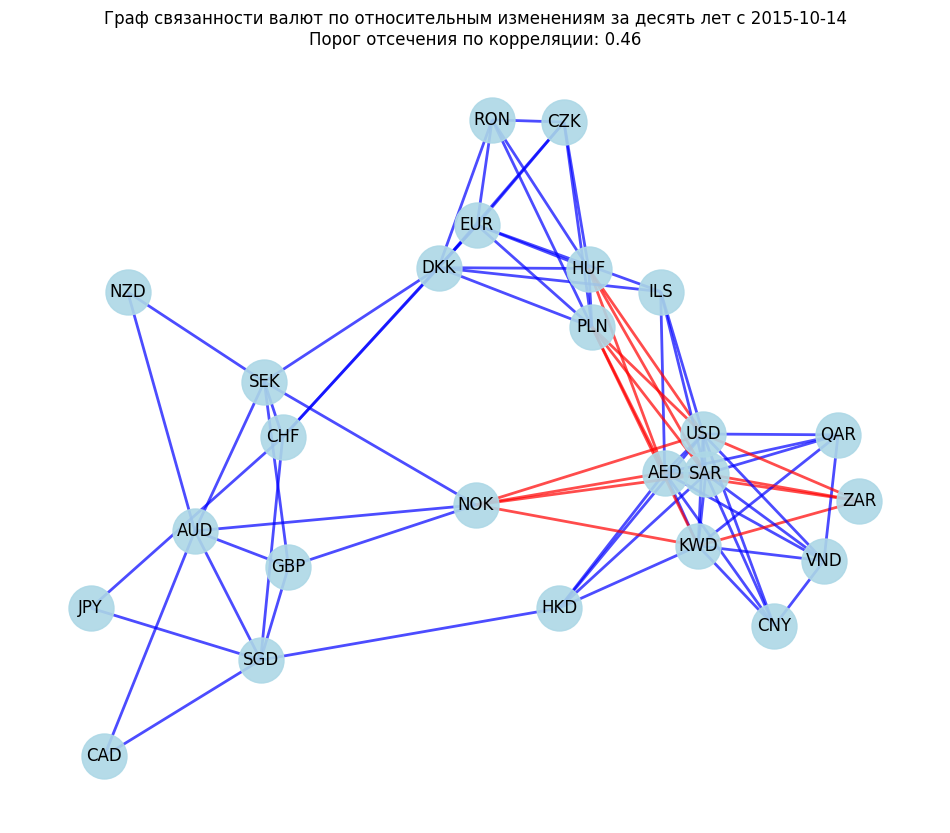 Граф связанности валют по относительным изменениям за десять лет с 2015-10-14
Порог отсечения по корреляции: 0.46
RON
CZK
EUR
DKK
HUF
NZD
ILS
PLN
SEK
CHF
USD
QAR
AED
SAR
ZAR
NOK
AUD
KWD
VND
GBP
JPY
HKD
CNY
SGD
CAD